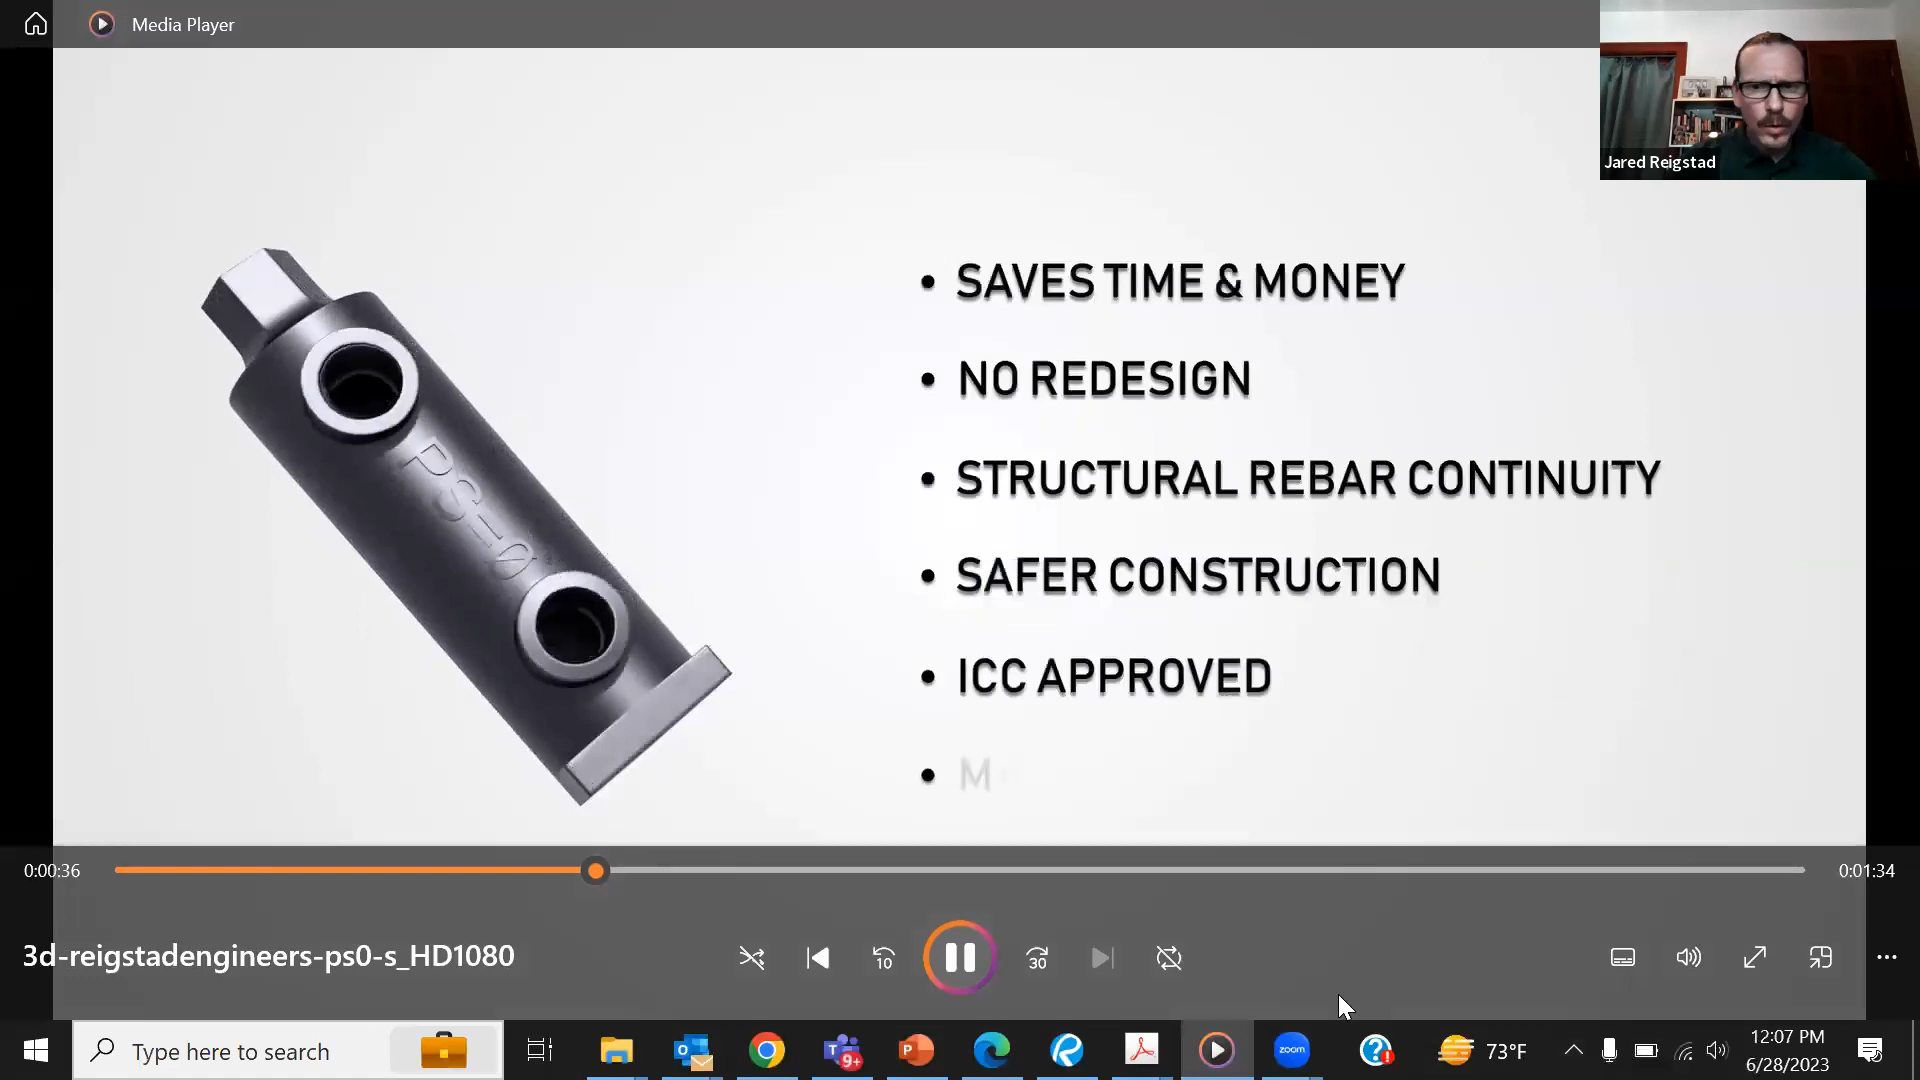 Media Player
Jared Reigstad
• SAVES TIME & MONEY
• NO REDESIGN
• STRUCTURAL REBAR CONTINUITY
• SAFER CONSTRUCTION
• ICC APPROVED
• M
PS=0
0:00:36
0:01:34
3d-reigstadengineers-ps0-s_HD1080
10
30
Type here to search
9+
zoom
73°F
12:07 PM
6/28/2023